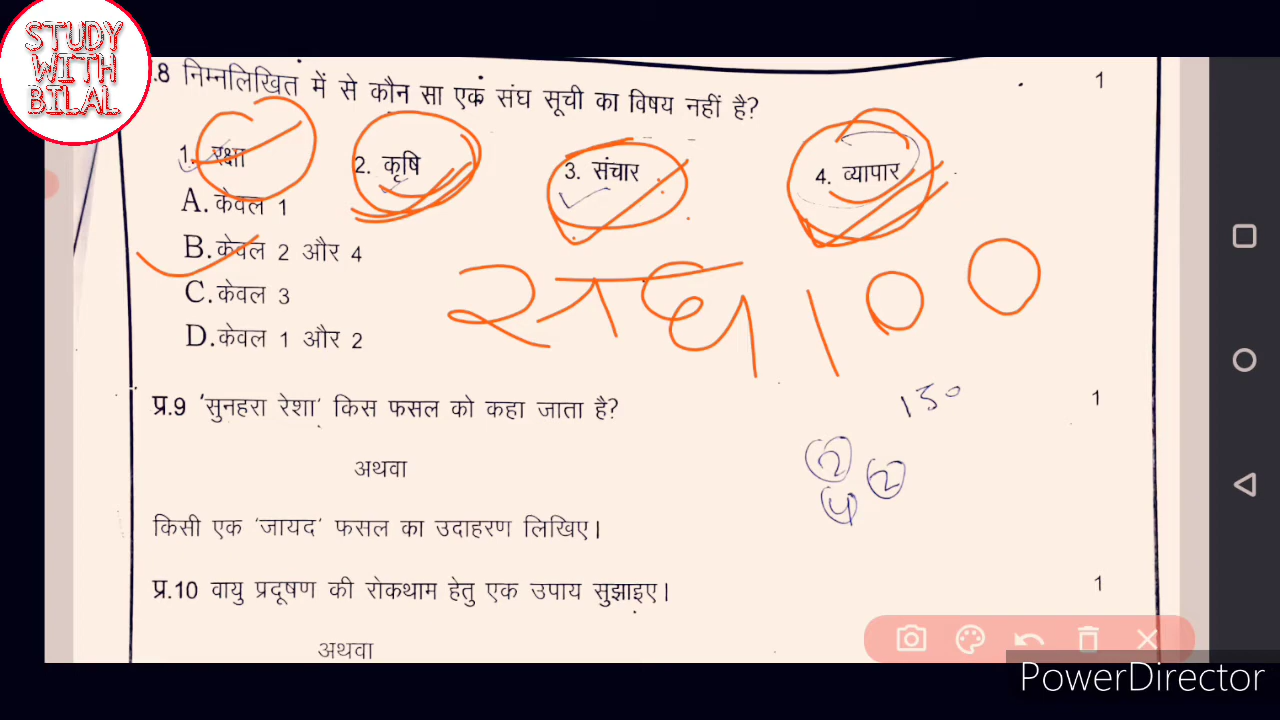 STUDY
WITH
BILAL
.8 निम्नलिखित में से कौन सा एक संघ सूची का विषय नहीं है? 1
1. रक्षा 2. कृषि 3. संचार 4. व्यापार
A. केवल 1
B. केवल 2 और 4
C. केवल 3
D. केवल 1 और 2
100
प्र.9 'सुनहरा रेशा' किस फसल को कहा जाता है? 1
150
अथवा
2
2
किसी एक 'जायद' फसल का उदाहरण लिखिए।
प्र.10 वायु प्रदूषण की रोकथाम हेतु एक उपाय सुझाइए। 1
अथवा
PowerDirector